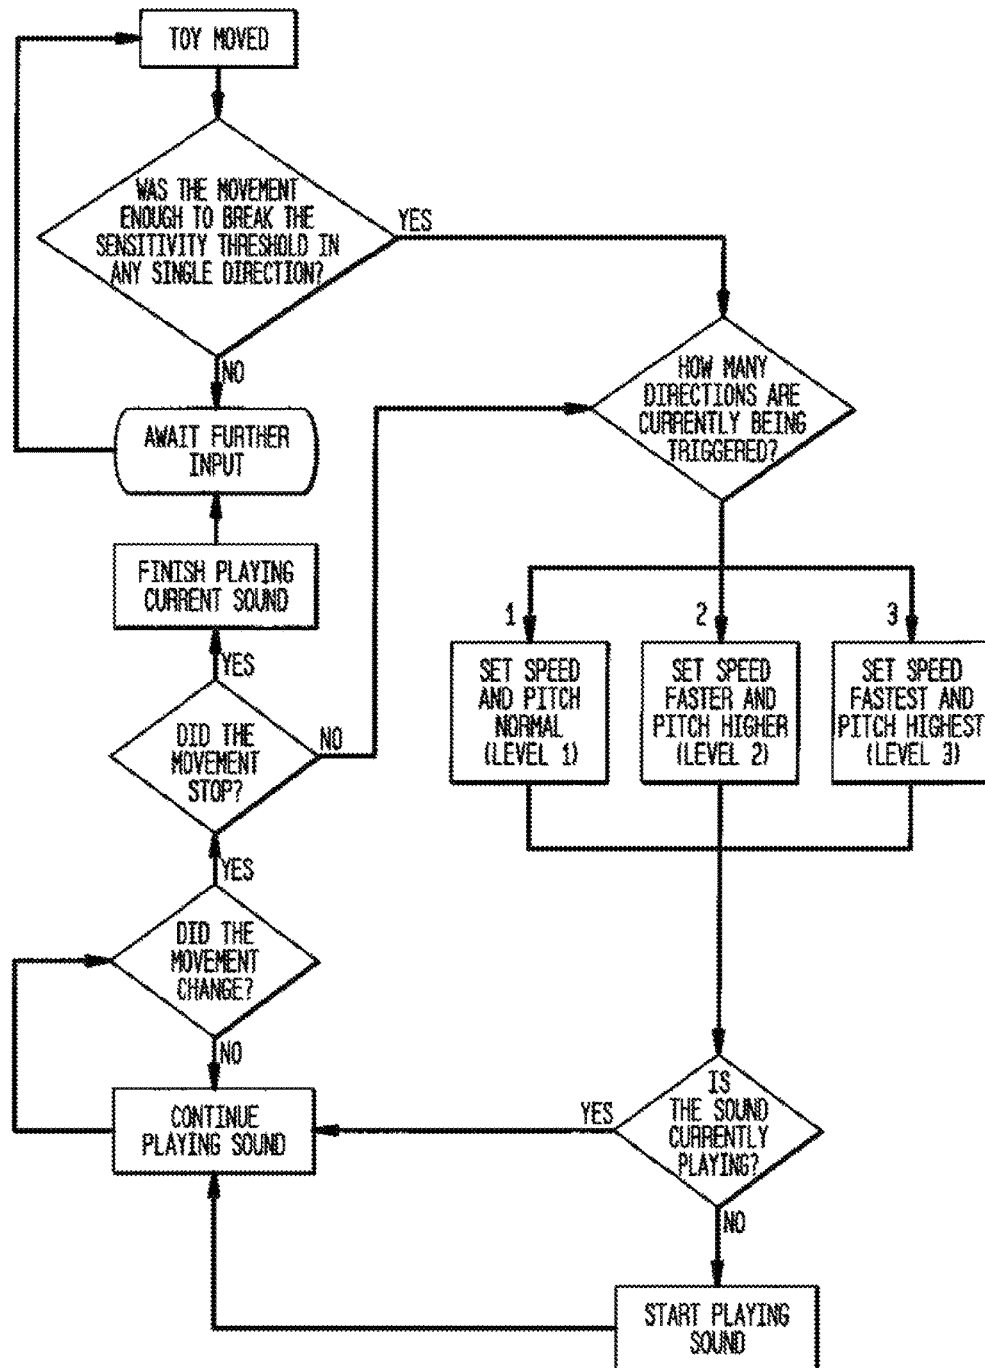 TOY MOVED
WAS THE MOVEMENT
ENOUGH TO BREAK THE
SENSITIVITY THRESHOLD IN
ANY SINGLE DIRECTION?
YES
NO
HOW MANY
DIRECTIONS ARE
CURRENTLY BEING
TRIGGERED?
AWAIT FURTHER
INPUT
FINISH PLAYING
CURRENT SOUND
1
2
3
SET SPEED
AND PITCH
NORMAL
(LEVEL 1)
SET SPEED
FASTER AND
PITCH HIGHER
(LEVEL 2)
SET SPEED
FASTEST AND
PITCH HIGHEST
(LEVEL 3)
YES
DID THE
MOVEMENT
STOP?
NO
YES
DID THE
MOVEMENT
CHANGE?
NO
CONTINUE
PLAYING SOUND
YES
IS
THE SOUND
CURRENTLY
PLAYING?
NO
START PLAYING
SOUND